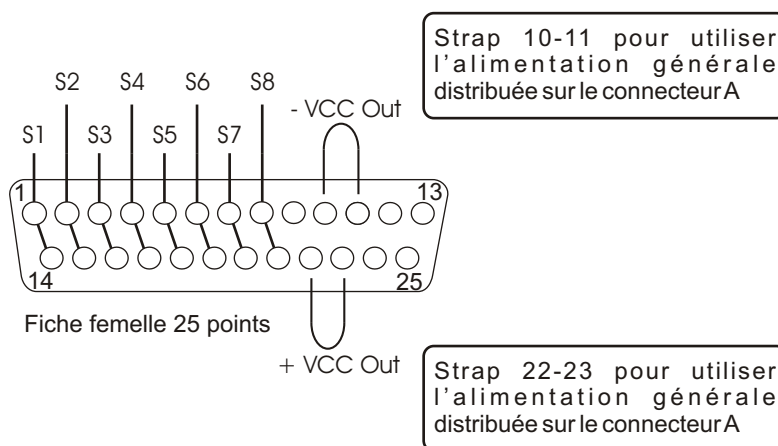 Strap 10-11 pour utiliser
l'alimentation générale
distribuée sur le connecteur A
S2 S4 S6 S8
- VCC Out
S1 S3 S5 S7
1 13
14 25
Fiche femelle 25 points
+ VCC Out
Strap 22-23 pour utiliser
l'alimentation générale
distribuée sur le connecteur A